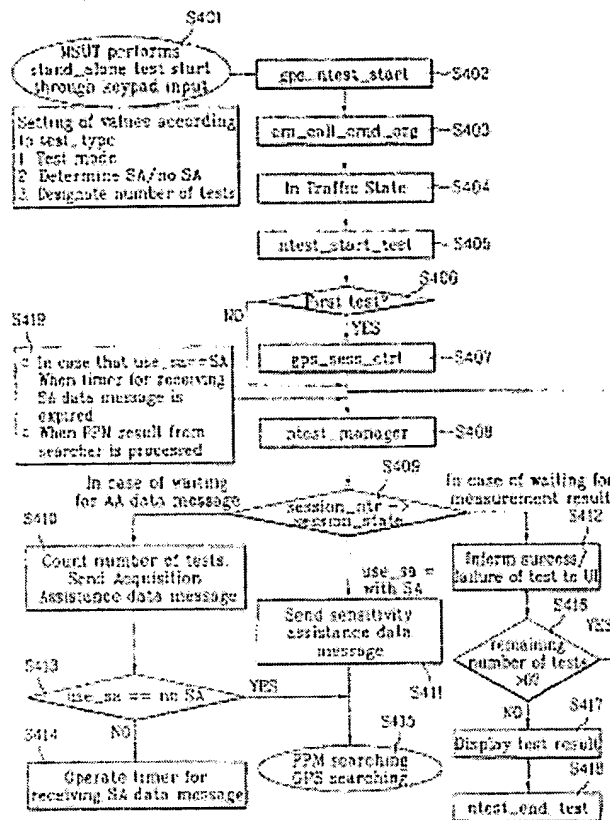 S401
MSUT performs
stand_alone test start
through keypad input
gps_ntest_start
S402
Setting of values according
to test_type
1. Test mode
2. Determine SA/no SA
3. Designate number of tests
cm_call_cmd_org
S403
In Traffic State
S404
ntest_start_test
S405
S406
First test?
NO
YES
S419
In case that use_sa==SA
When timer for receiving
SA data message is
expired
When PPM result from
searcher is processed
gps_sess_ctrl
S407
ntest_manager
S408
In case of waiting
for AA data message
S409
session_ptr ->
session_state
In case of waiting for
measurement result
S410
Count number of tests.
Send Acquisition
Assistance data message
S412
Inform success/
failure of test to UI
use_sa =
with SA
Send sensitivity
assistance data
message
S411
S416
remaining
number of tests
>0?
YES
S413
use_sa == no SA
YES
NO
NO
S417
Display test result
S414
Operate timer for
receiving SA data message
S415
PPM searching
GPS searching
S418
ntest_end_test